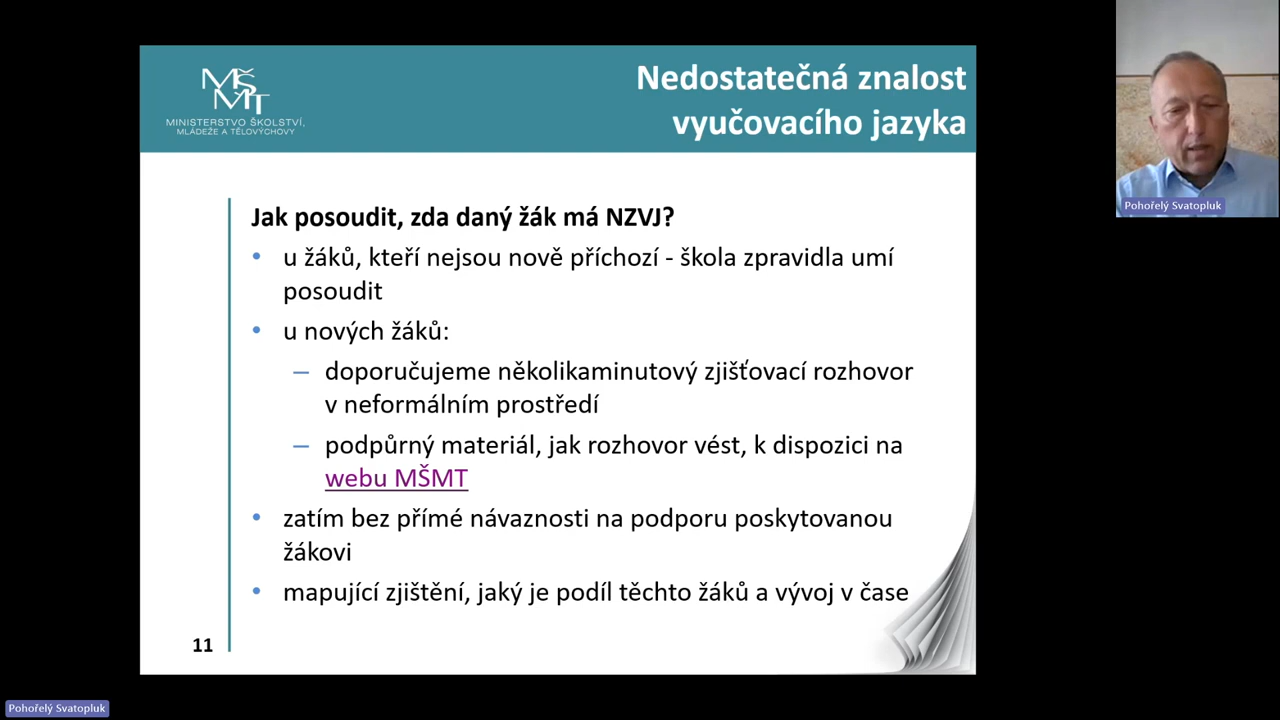 MŠ
MT
MINISTERSTVO ŠKOLSTVÍ,
MLÁDEŽE A TĚLOVÝCHOVY
Nedostatečná znalost
vyučovacího jazyka
Jak posoudit, zda daný žák má NZVJ?
• u žáků, kteří nejsou nově příchozí - škola zpravidla umí
posoudit
• u nových žáků:
– doporučujeme několikaminutový zjišťovací rozhovor
v neformálním prostředí
– podpůrný materiál, jak rozhovor vést, k dispozici na
webu MŠMT
• zatím bez přímé návaznosti na podporu poskytovanou
žákovi
• mapující zjištění, jaký je podíl těchto žáků a vývoj v čase
11
Pohořelý Svatopluk
Pohořelý Svatopluk